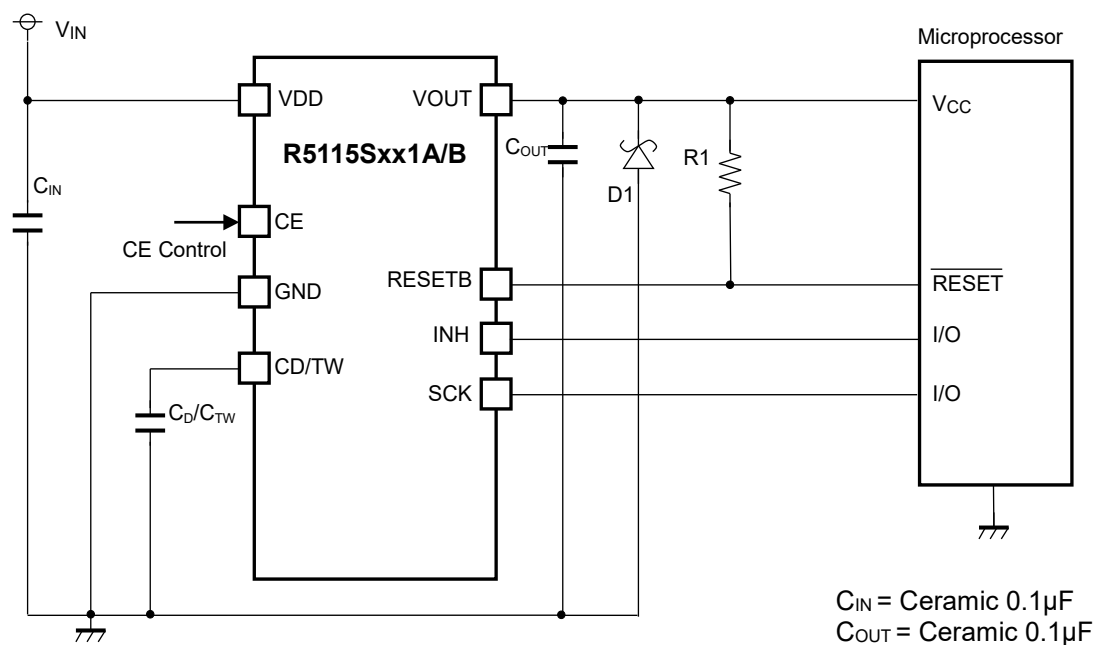 VIN
Microprocessor
VDD
VOUT
VCC
R5115Sxx1A/B
COUT
R1
CIN
D1
CE
CE Control
GND
RESETB
RESET
INH
I/O
CD/TW
SCK
I/O
CD/CTW
CIN = Ceramic 0.1µF
COUT = Ceramic 0.1µF